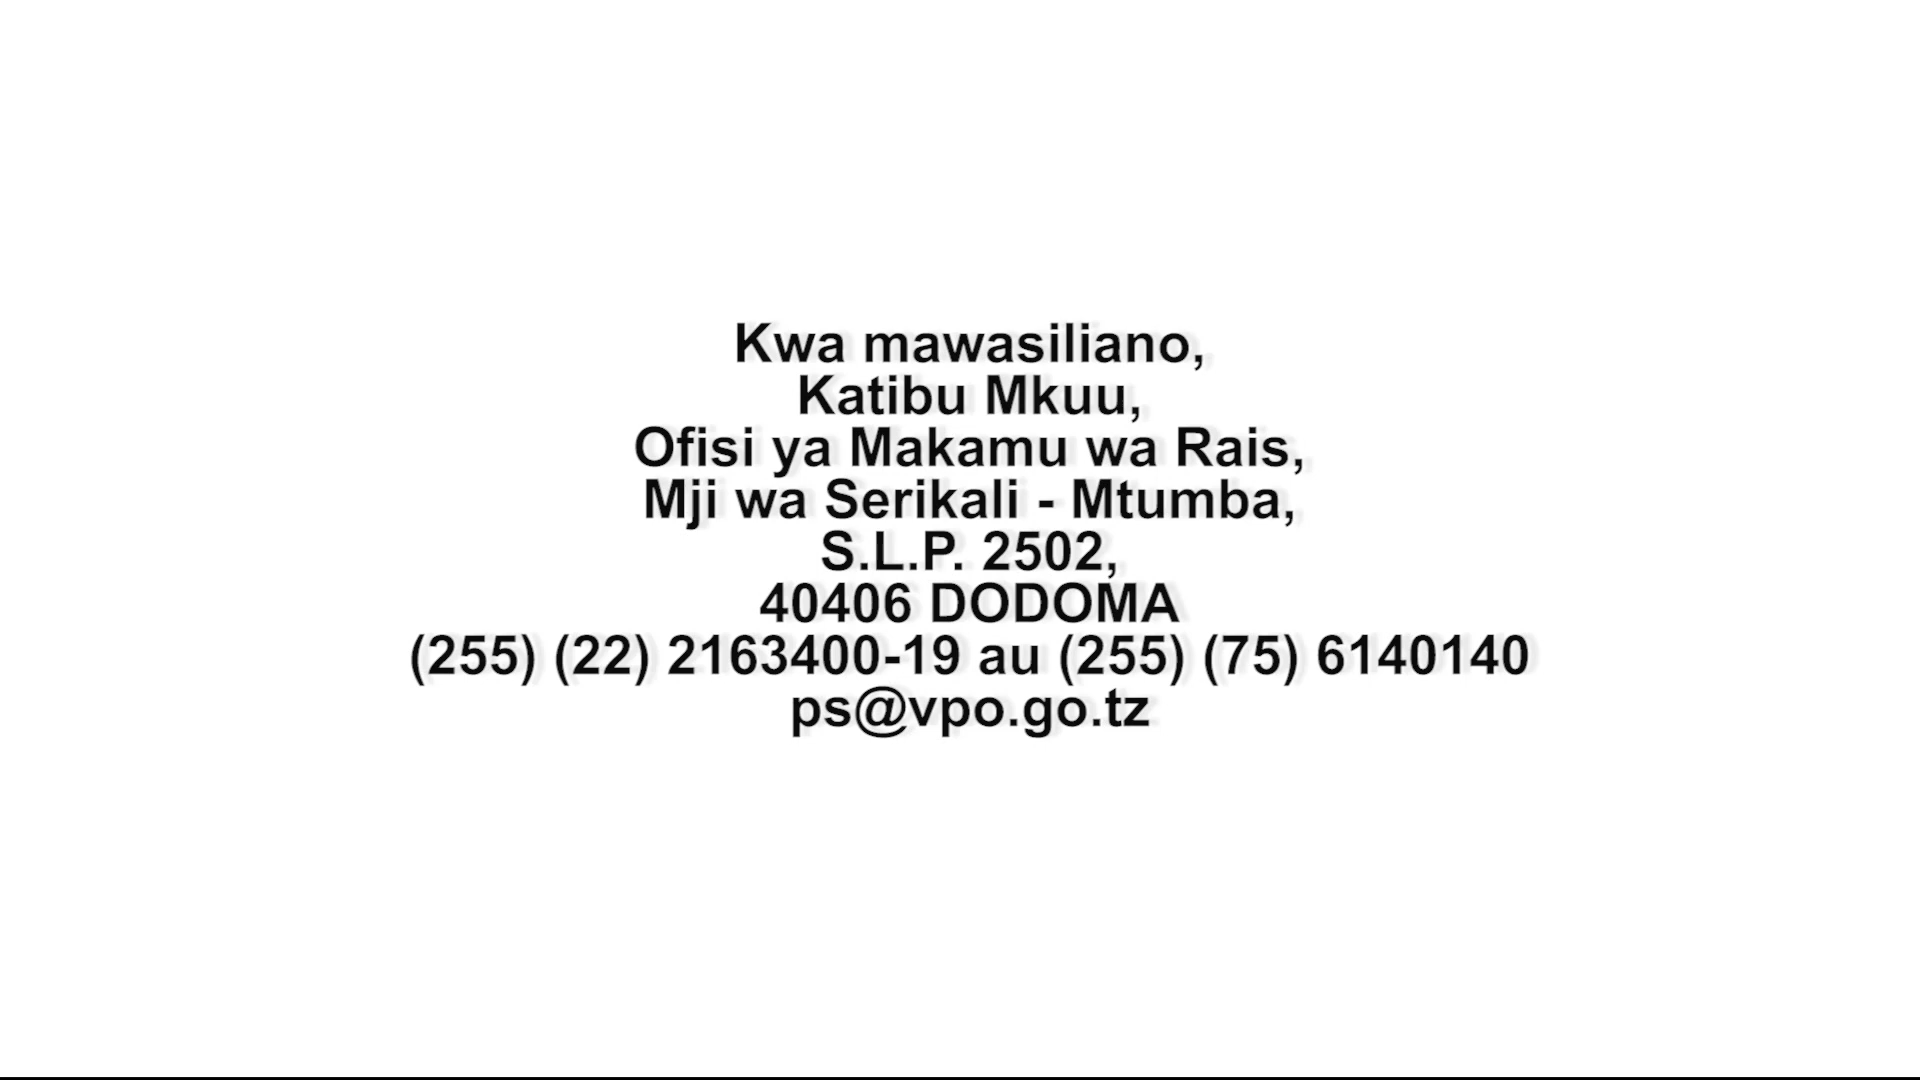 Kwa mawasiliano,
Katibu Mkuu,
Ofisi ya Makamu wa Rais,
Mji wa Serikali - Mtumba,
S.L.P. 2502,
40406 DODOMA
(255) (22) 2163400-19 au (255) (75) 6140140
ps@vpo.go.tz